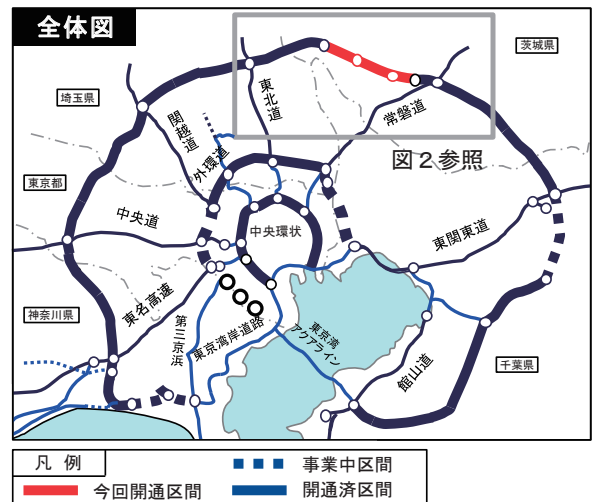 全体図
茨城県
東北道
埼玉県
常磐道
関越道
外環道
図2参照
東京都
中央道
中央環状
東関東道
東名高速
神奈川県
第三京浜
東京湾岸道路
東京湾
アクアライン
館山道
千葉県
凡 例
事業中区間
今回開通区間
開通済区間